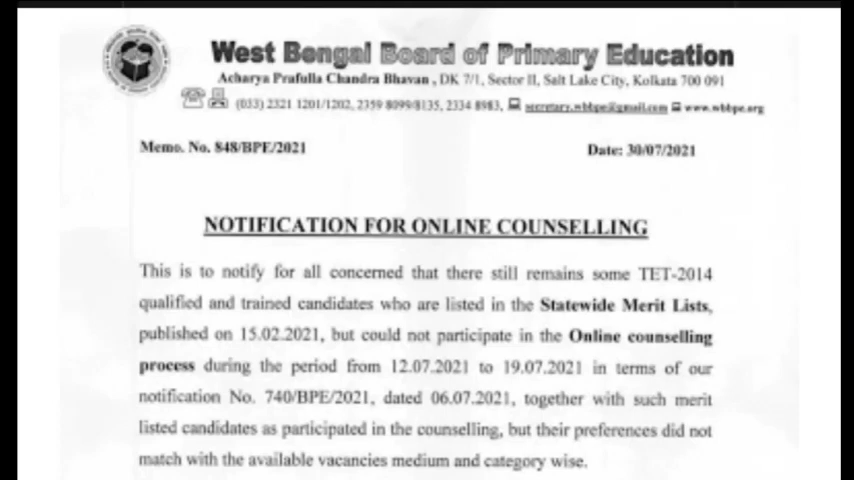 West Bengal Board of Primary Education
Acharya Prafulla Chandra Bhavan , DK 7/1, Sector II, Salt Lake City, Kolkata 700 091
(033) 2321 1201/1202, 2359 8099/8135, 2334 8983, secretary.wbbpe@gmail.com www.wbbpe.org
Memo. No. 848/BPE/2021 Date: 30/07/2021
NOTIFICATION FOR ONLINE COUNSELLING
This is to notify for all concerned that there still remains some TET-2014
qualified and trained candidates who are listed in the Statewide Merit Lists,
published on 15.02.2021, but could not participate in the Online counselling
process during the period from 12.07.2021 to 19.07.2021 in terms of our
notification No. 740/BPE/2021, dated 06.07.2021, together with such merit
listed candidates as participated in the counselling, but their preferences did not
match with the available vacancies medium and category wise.